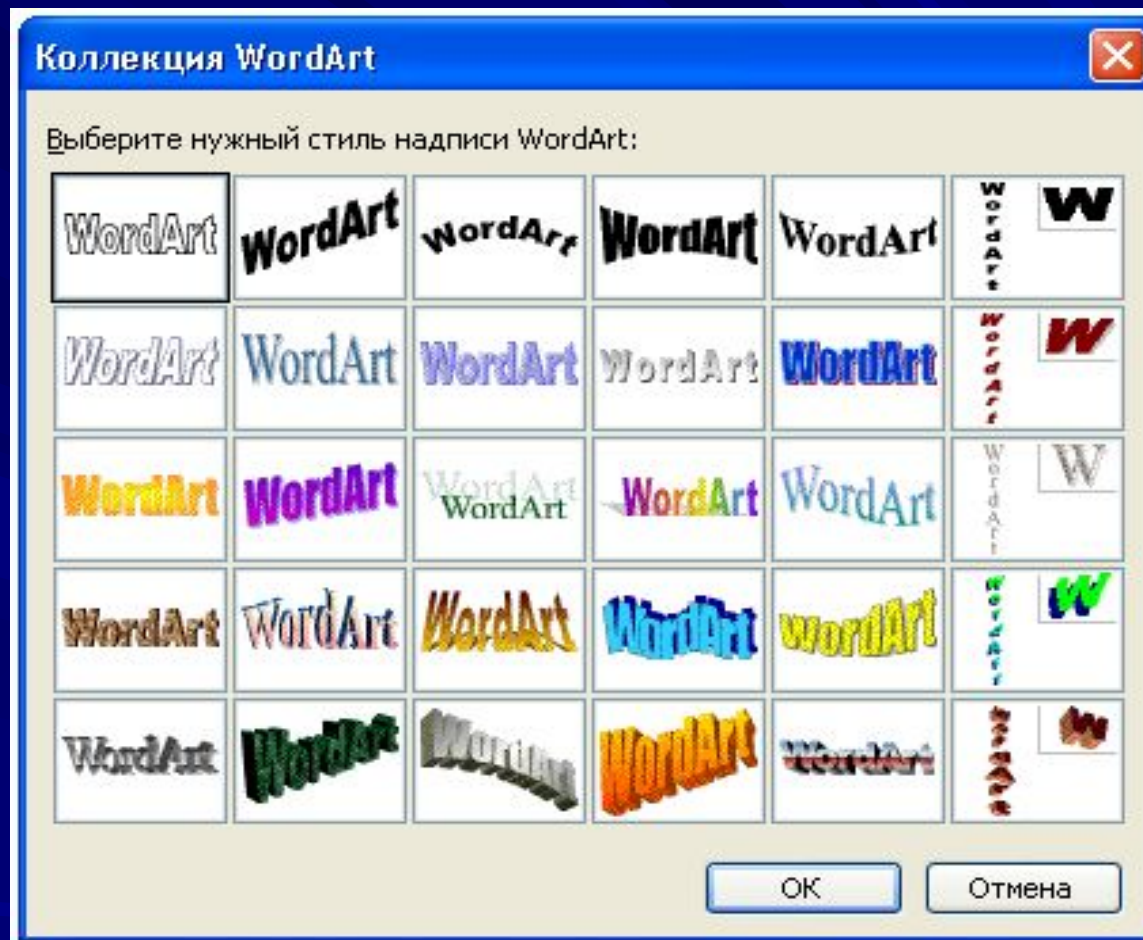 Коллекция WordArt
Выберите нужный стиль надписи WordArt:
WordArt WordArt WordArt WordArt WordArt WordArt W
WordArt WordArt WordArt WordArt WordArt WordArt W
WordArt WordArt WordArt WordArt WordArt WordArt WordArt W
WordArt WordArt WordArt WordArt WordArt WordArt W
WordArt WordArt WordArt WordArt WordArt WordArt W
ОК Отмена